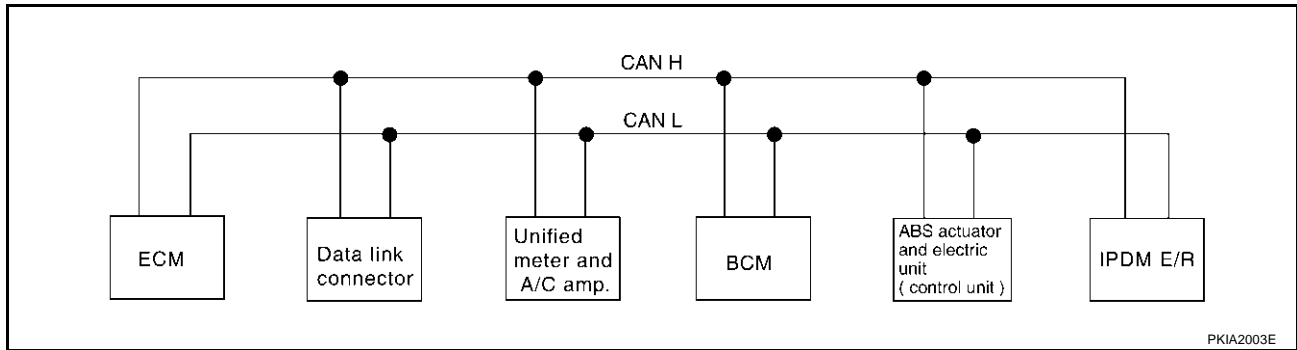 CAN H
CAN L
ECM
Data link
connector
Unified
meter and
A/C amp.
BCM
ABS actuator
and electric
unit
( control unit )
IPDM E/R
PKIA2003E